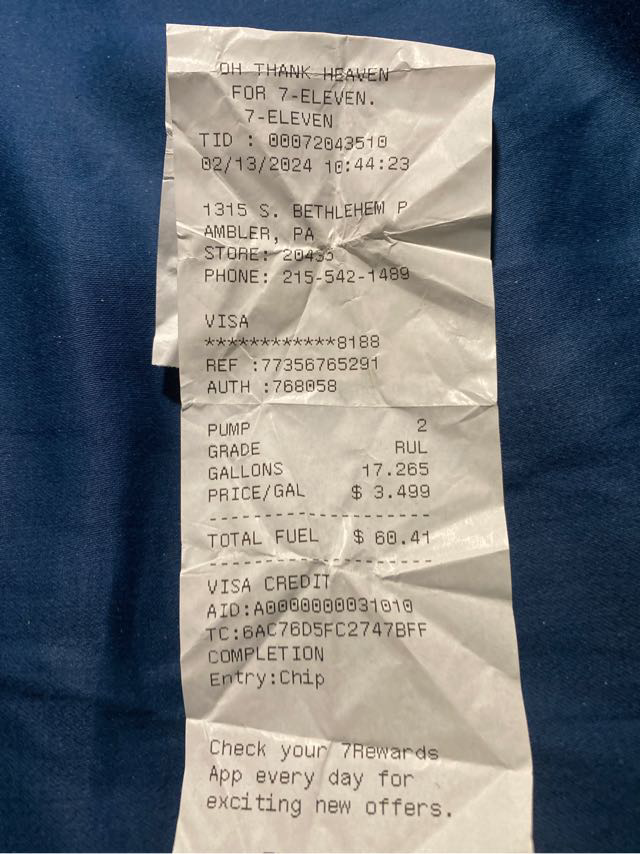 OH THANK HEAVEN
FOR 7-ELEVEN.
7-ELEVEN
TID : 00072043510
02/13/2024 10:44:23
1315 S. BETHLEHEM P
AMBLER, PA
STORE:
PHONE: 215-542-1489
VISA
************8188
REF :77356765291
AUTH :768058
PUMP 2
GRADE RUL
GALLONS 17.265
PRICE/GAL $ 3.499
--------------------
TOTAL FUEL $ 60.41
--------------------
VISA CREDIT
AID:A0000000031010
TC:6AC76D5FC2747BFF
COMPLETION
Entry:Chip
Check your 7Rewards
App every day for
exciting new offers.